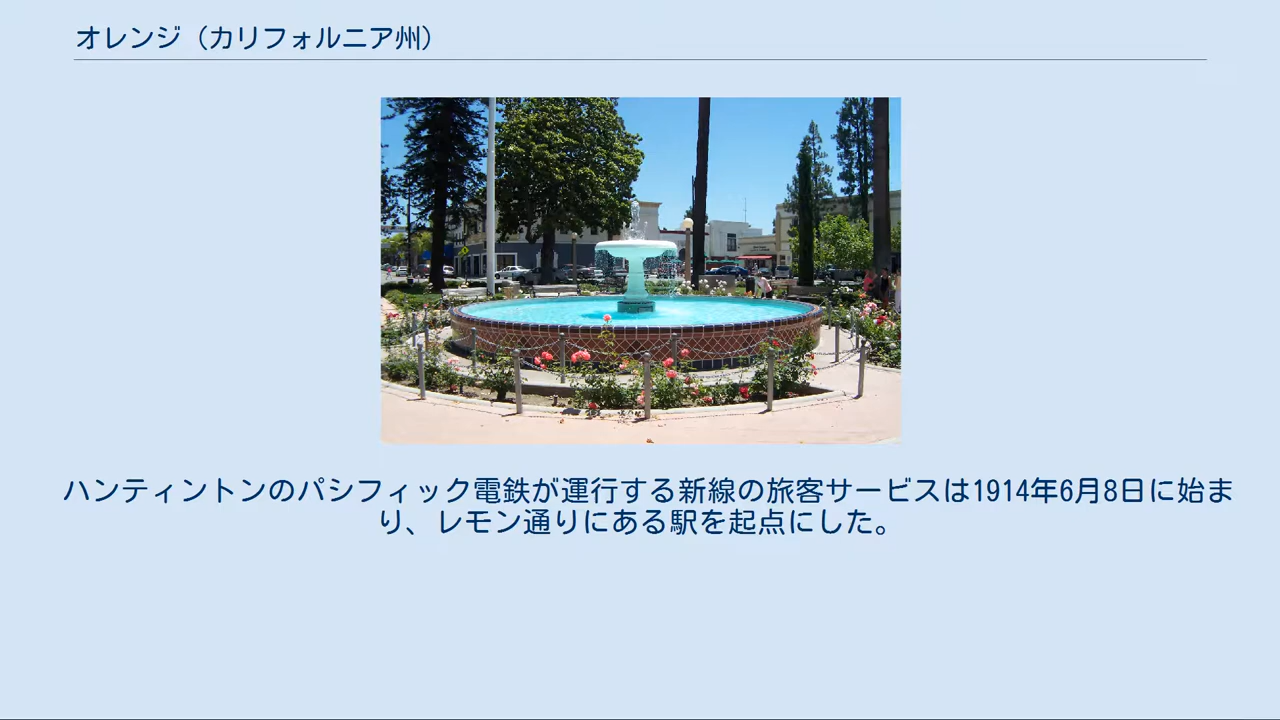 オレンジ（カリフォルニア州）
ハンティントンのパシフィック電鉄が運行する新線の旅客サービスは1914年6月8日に始ま
り、レモン通りにある駅を起点にした。